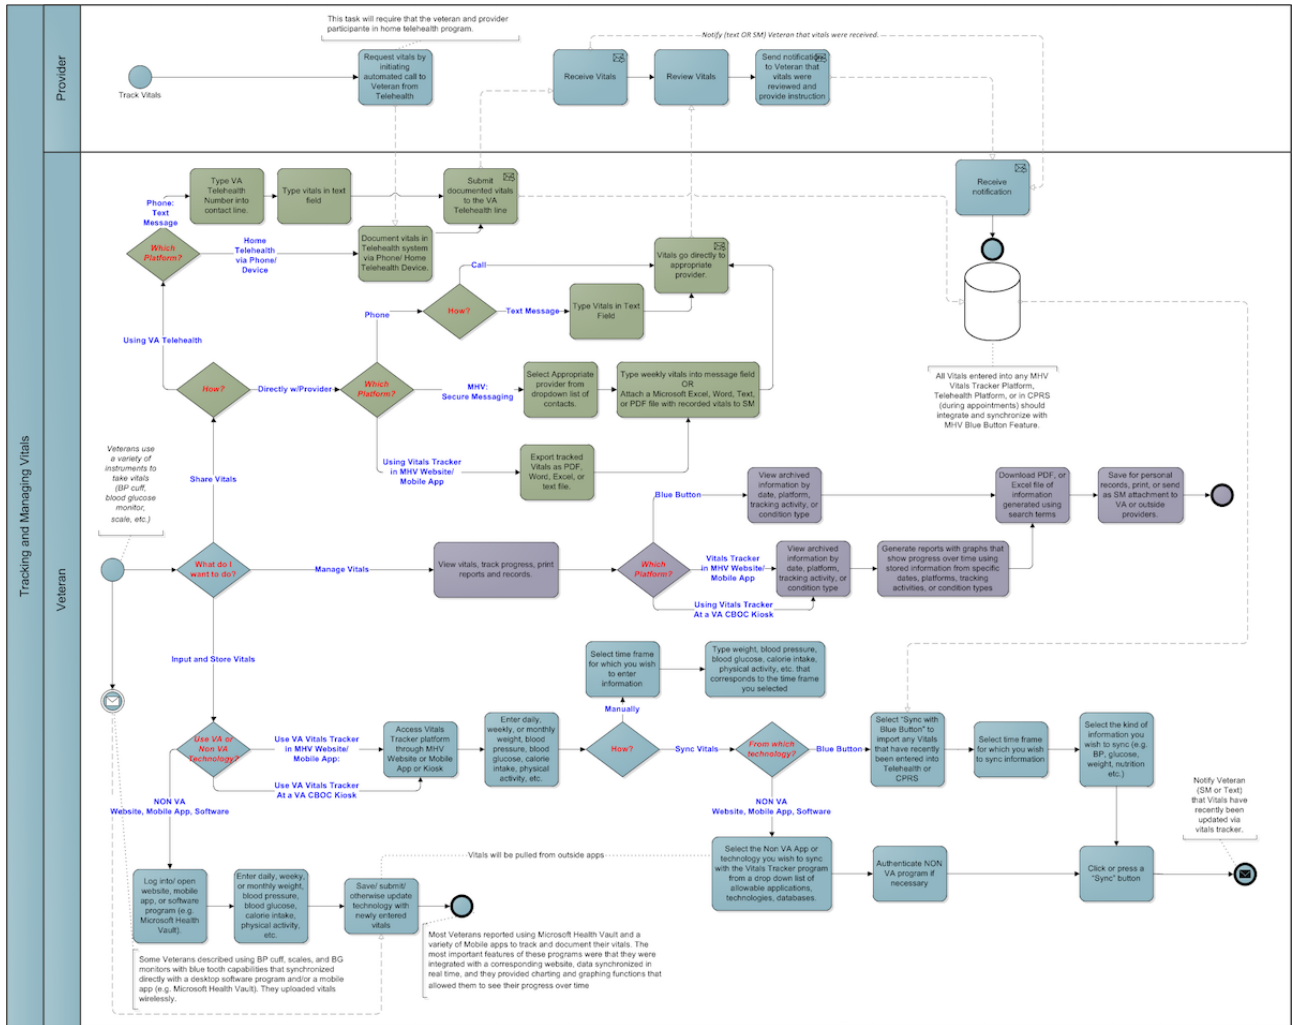 Tracking and Managing Vitals
Provider
Veteran
This task will require that the veteran and provider
participante in home telehealth program.
Track Vitals
Request vitals by
initiating
automated call to
Veteran from
Telehealth
Notify (text OR SM) Veteran that vitals were received.
Receive Vitals
Review Vitals
Send notification
to Veteran that
vitals were
reviewed and
provide instruction
Receive
notification
Phone:
Text
Message
Type VA
Telehealth
Number into
contact line.
Type vitals in text
field
Submit
documented vitals
to the VA
Telehealth line
Which
Platform?
Home
Telehealth
via Phone/
Device
Document vitals in
Telehealth system
via Phone/ Home
Telehealth Device.
Vitals go directly to
appropriate
provider.
Call
How?
Text Message
Type Vitals in Text
Field
Phone
Using VA Telehealth
How?
Directly w/Provider
Which
Platform?
MHV:
Secure Messaging
Select Appropriate
provider from
dropdown list of
contacts.
Type weekly vitals into message field
OR
Attach a Microsoft Excel, Word, Text,
or PDF file with recorded vitals to SM
All Vitals entered into any MHV
Vitals Tracker Platform,
Telehealth Platform, or in CPRS
(during appointments) should
integrate and synchronize with
MHV Blue Button Feature.
Using Vitals Tracker
in MHV Website/
Mobile App
Export tracked
Vitals as PDF,
Word, Excel, or
text file.
Veterans use
a variety of
instruments to
take vitals
(BP cuff,
blood glucose
monitor,
scale, etc.)
Share Vitals
What do I
want to do?
Manage Vitals
View vitals, track progress, print
reports and records.
Which
Platform?
Blue Button
View archived
information by
date, platform,
tracking activity, or
condition type
Download PDF, or
Excel file of
information
generated using
search terms
Save for personal
records, print, or send
as SM attachment to
VA or outside
providers.
Vitals Tracker
in MHV Website/
Mobile App
View archived
information by
date, platform,
tracking activity, or
condition type
Generate reports with graphs that
show progress over time using
stored information from specific
dates, platforms, tracking
activities, or condition types
Using Vitals Tracker
At a VA CBOC Kiosk
Input and Store Vitals
Select time frame
for which you wish
to enter
information
Type weight, blood pressure,
blood glucose, calorie intake,
physical activity, etc. that
corresponds to the time frame
you selected
Manually
Use VA or
Non VA
Technology?
Use VA Vitals Tracker
in MHV Website/
Mobile App:
Use VA Vitals Tracker
At a VA CBOC Kiosk
Access Vitals
Tracker platform
through MHV
Website or Mobile
App or Kiosk
Enter daily,
weekly, or monthly
weight, blood
pressure, blood
glucose, calorie
intake, physical
activity, etc.
How?
Sync Vitals
From which
technology?
Blue Button
Select "Sync with
Blue Button" to
import any Vitals
that have recently
been entered into
Telehealth or
CPRS
Select time frame
for which you wish
to sync information
Select the kind of
information you
wish to sync (e.g.
BP, glucose,
weight, nutrition
etc.)
NON VA
Website, Mobile App, Software
NON VA
Website, Mobile App, Software
Notify Veteran
(SM or Text)
that Vitals have
recently been
updated via
vitals tracker.
Vitals will be pulled from outside apps
Select the Non VA App or
technology you wish to sync
with the Vitals Tracker program
from a drop down list of
allowable applications,
technologies, databases.
Authenticate NON
VA program if
necessary
Click or press a
"Sync" button
Log into/ open
website, mobile
app, or software
program (e.g.
Microsoft Health
Vault).
Enter daily, weekly,
or monthly weight,
blood pressure,
blood glucose,
calorie intake,
physical activity,
etc.
Save/ submit/
otherwise update
technology with
newly entered
vitals
Some Veterans described using BP cuff, scales, and BG
monitors with blue tooth capabilities that synchronized
directly with a desktop software program and/or a mobile
app (e.g. Microsoft Health Vault). They uploaded vitals
wirelessly.
Most Veterans reported using Microsoft Health Vault and a
variety of Mobile apps to track and document their vitals. The
most important features of these programs were that they were
integrated with a corresponding website, data synchronized in
real time, and they provided charting and graphing functions that
allowed them to see their progress over time